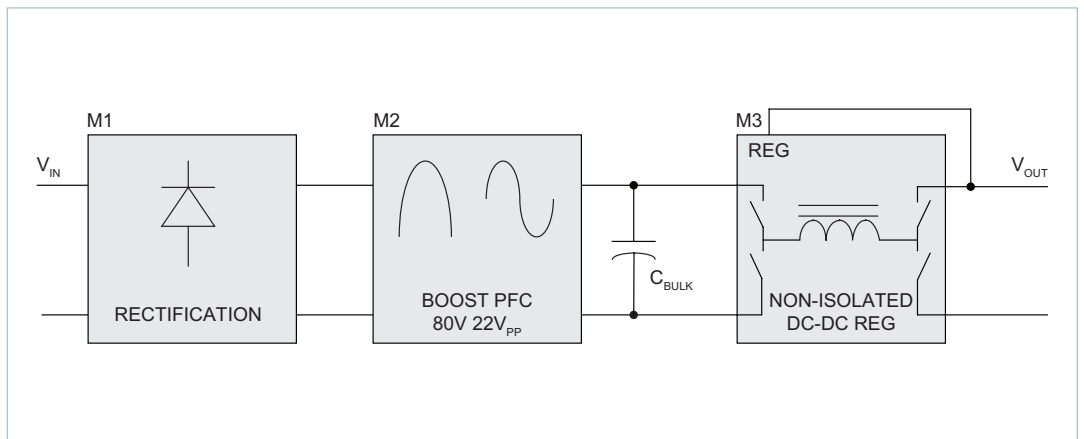 M1
M2
M3
REG
V_IN
V_OUT
C_BULK
RECTIFICATION
BOOST PFC
80V 22V_PP
NON-ISOLATED
DC-DC REG